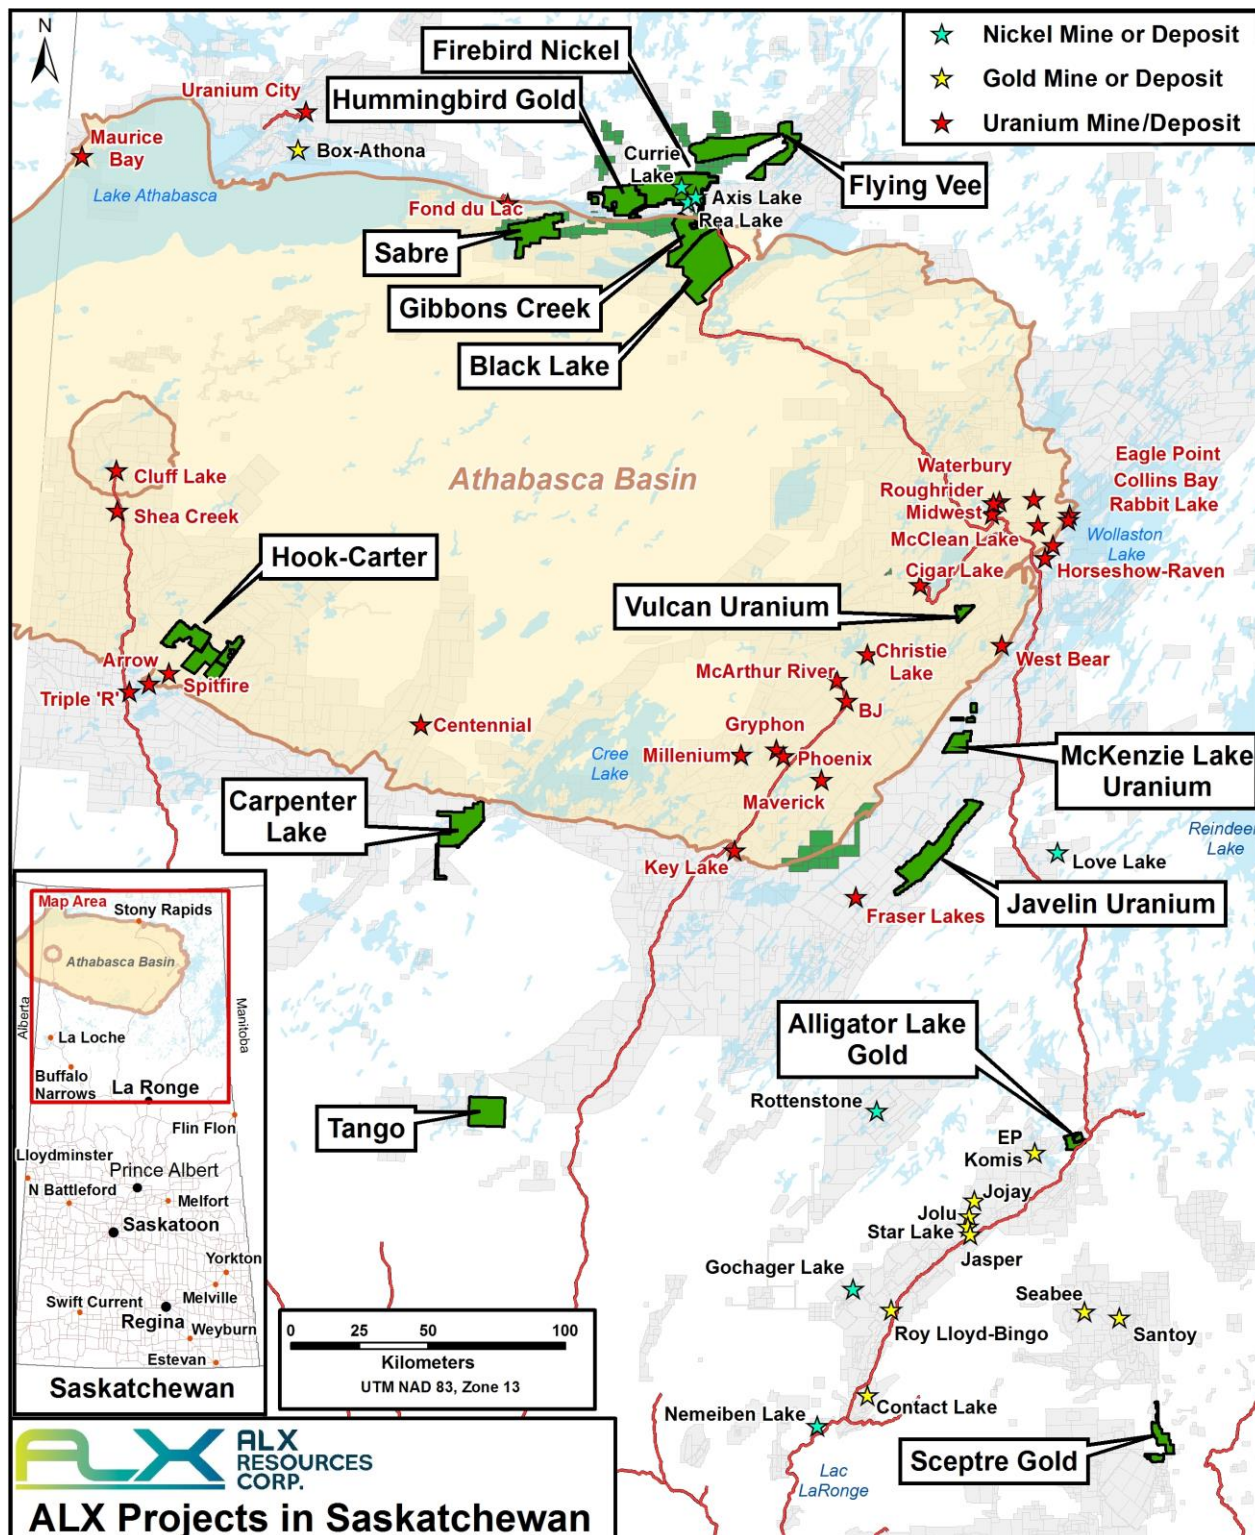 N
Firebird Nickel
Hummingbird Gold
Nickel Mine or Deposit
Gold Mine or Deposit
Uranium Mine/Deposit
Uranium City
Maurice
Bay
Box-Athona
Lake Athabasca
Currie
Lake
Flying Vee
Fond du Lac
Axis Lake
Rea Lake
Sabre
Gibbons Creek
Black Lake
Athabasca Basin
Cluff Lake
Shea Creek
Waterbury
Roughrider
Midwest
Eagle Point
Collins Bay
Rabbit Lake
McClean Lake
Wollaston
Lake
Cigar Lake
Horseshow-Raven
Hook-Carter
Vulcan Uranium
Arrow
Spitfire
Triple 'R'
Christie
Lake
West Bear
McArthur River
BJ
Centennial
Gryphon
Cree
Lake
Millenium
Phoenix
Maverick
McKenzie Lake
Uranium
Carpenter
Lake
Reindeer
Lake
Key Lake
Love Lake
Fraser Lakes
Javelin Uranium
Map Area
Stony Rapids
Athabasca Basin
Alberta
Manitoba
La Loche
Buffalo
Narrows
La Ronge
Flin Flon
Lloydminster
Prince Albert
N Battleford
Melfort
Saskatoon
Yorkton
Melville
Swift Current
Regina
Weyburn
Estevan
Saskatchewan
Alligator Lake
Gold
Tango
Rottenstone
EP
Komis
Jojay
Jolu
Star Lake
Jasper
Gochager Lake
Seabee
Roy Lloyd-Bingo
Santoy
0 25 50 100
Kilometers
UTM NAD 83, Zone 13
Contact Lake
Nemeiben Lake
Sceptre Gold
Lac
LaRonge
ALX
ALX
RESOURCES
CORP.
ALX Projects in Saskatchewan